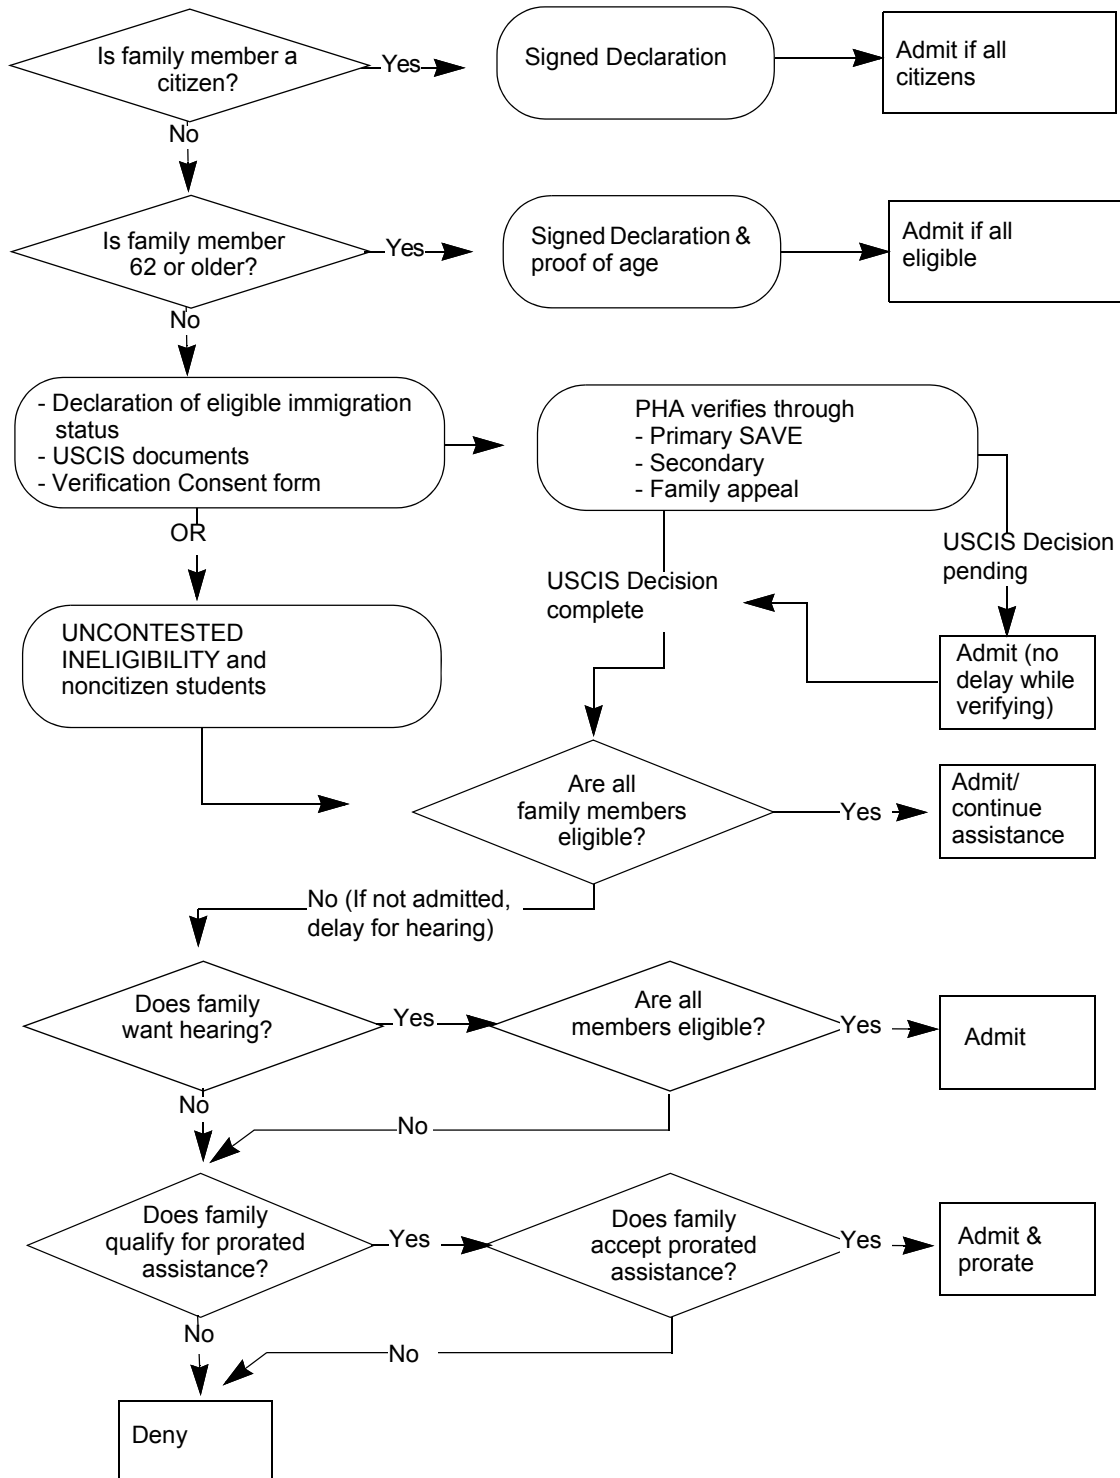 Is family member a
citizen?
Yes
Signed Declaration
Admit if all
citizens
No
Is family member
62 or older?
Yes
Signed Declaration &
proof of age
Admit if all
eligible
No
- Declaration of eligible immigration
status
- USCIS documents
- Verification Consent form
PHA verifies through
- Primary SAVE
- Secondary
- Family appeal
OR
USCIS Decision
pending
USCIS Decision
complete
UNCONTESTED
INELIGIBILITY and
noncitizen students
Admit (no
delay while
verifying)
Are all
family members
eligible?
Yes
Admit/
continue
assistance
No (If not admitted,
delay for hearing)
Does family
want hearing?
Yes
Are all
members eligible?
Yes
Admit
No
No
Does family
qualify for prorated
assistance?
Yes
Does family
accept prorated
assistance?
Yes
Admit &
prorate
No
No
Deny